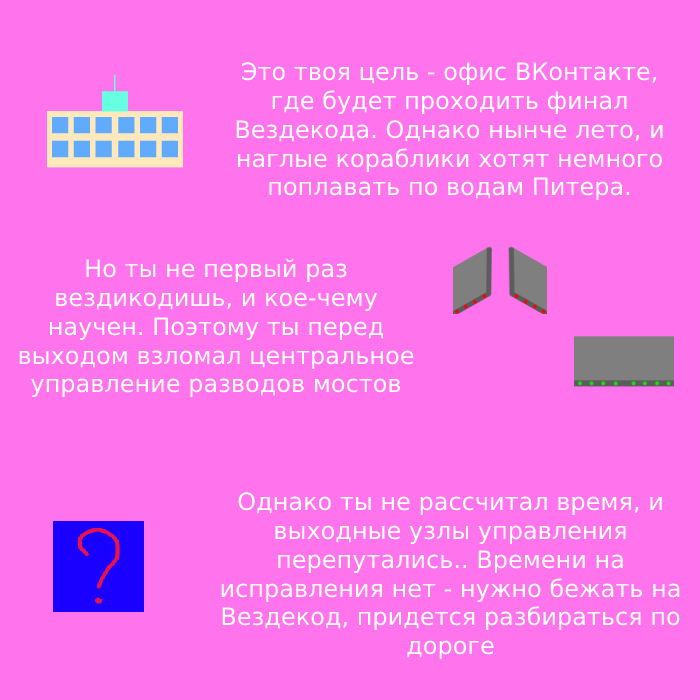 Это твоя цель - офис ВКонтакте,
где будет проходить финал
Вездекода. Однако нынче лето, и
наглые кораблики хотят немного
поплавать по водам Питера.
Но ты не первый раз
вездикодишь, и кое-чему
научен. Поэтому ты перед
выходом взломал центральное
управление разводов мостов
Однако ты не рассчитал время, и
выходные узлы управления
перепутались.. Времени на
исправления нет - нужно бежать на
Вездекод, придется разбираться по
дороге
?